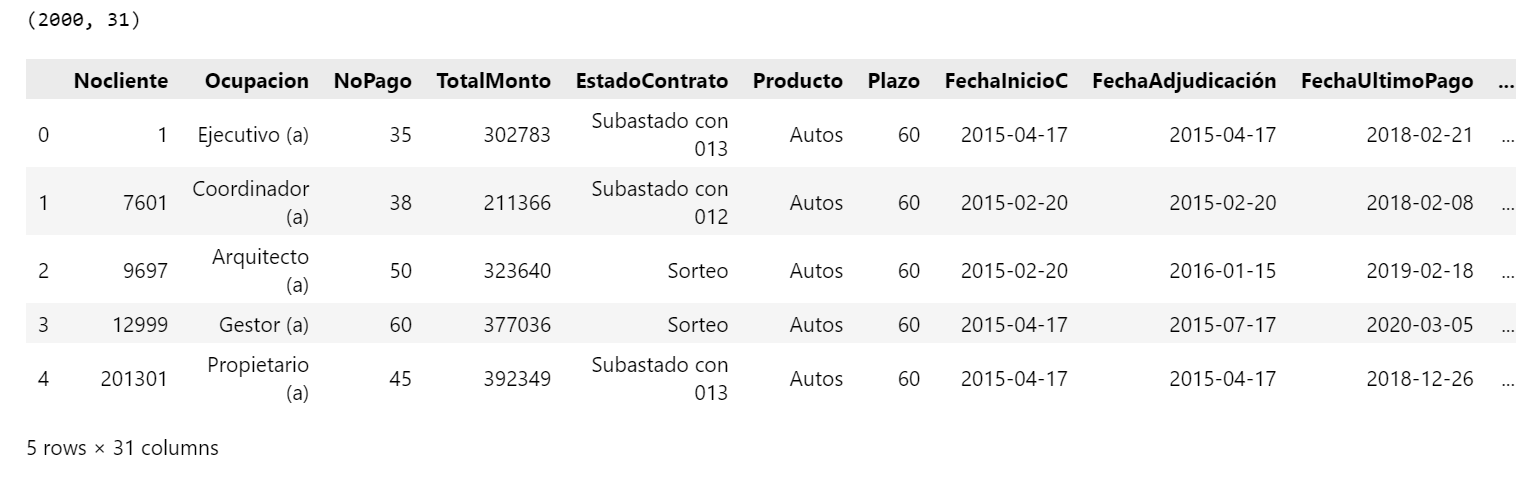 (2000, 31)
Nocliente Ocupacion NoPago TotalMonto EstadoContrato Producto Plazo FechaInicioC FechaAdjudicación FechaUltimoPago ...
0 1 Ejecutivo (a) 35 302783 Subastado con 013 Autos 60 2015-04-17 2015-04-17 2018-02-21 ...
1 7601 Coordinador (a) 38 211366 Subastado con 012 Autos 60 2015-02-20 2015-02-20 2018-02-08 ...
2 9697 Arquitecto (a) 50 323640 Sorteo Autos 60 2015-02-20 2016-01-15 2019-02-18 ...
3 12999 Gestor (a) 60 377036 Sorteo Autos 60 2015-04-17 2015-07-17 2020-03-05 ...
4 201301 Propietario (a) 45 392349 Subastado con 013 Autos 60 2015-04-17 2015-04-17 2018-12-26 ...
5 rows × 31 columns